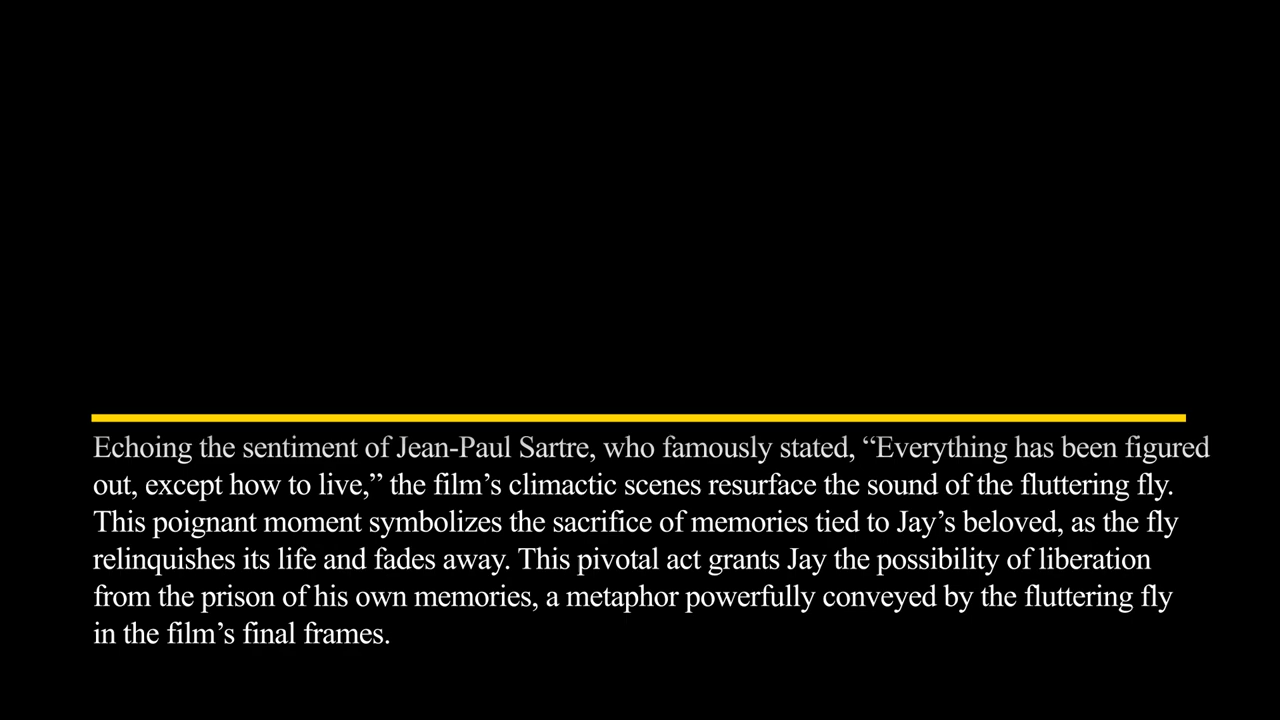 Echoing the sentiment of Jean-Paul Sartre, who famously stated, “Everything has been figured
out, except how to live,” the film’s climactic scenes resurface the sound of the fluttering fly.
This poignant moment symbolizes the sacrifice of memories tied to Jay’s beloved, as the fly
relinquishes its life and fades away. This pivotal act grants Jay the possibility of liberation
from the prison of his own memories, a metaphor powerfully conveyed by the fluttering fly
in the film’s final frames.